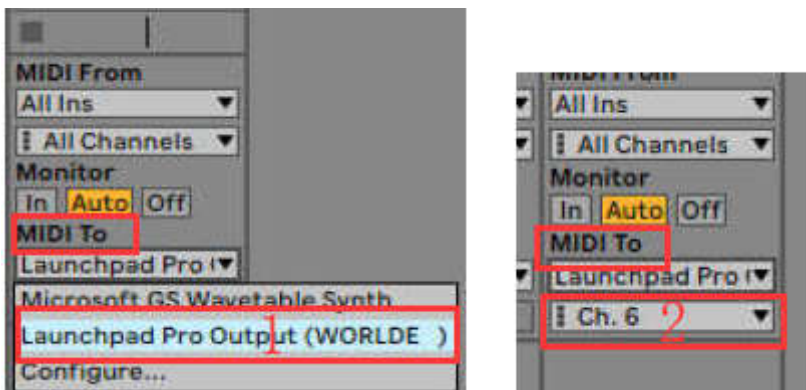 MIDI From
All Ins
All Channels
Monitor
In Auto Off
MIDI To
Launchpad Pro (
Microsoft GS Wavetable Synth
Launchpad Pro Output (WORLDE )
1
Configure...
MIDI From
All Ins
All Channels
Monitor
In Auto Off
MIDI To
Launchpad Pro (
Ch. 6
2